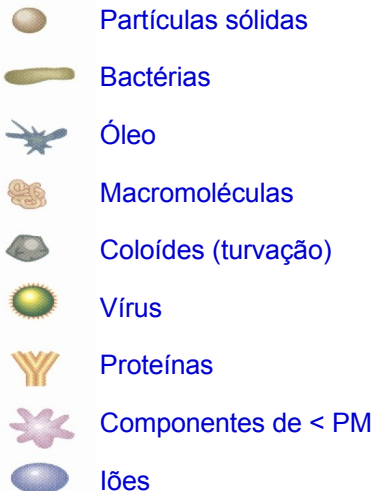 Partículas sólidas
Bactérias
Óleo
Macromoléculas
Coloídes (turvação)
Vírus
Proteínas
Componentes de < PM
Iões